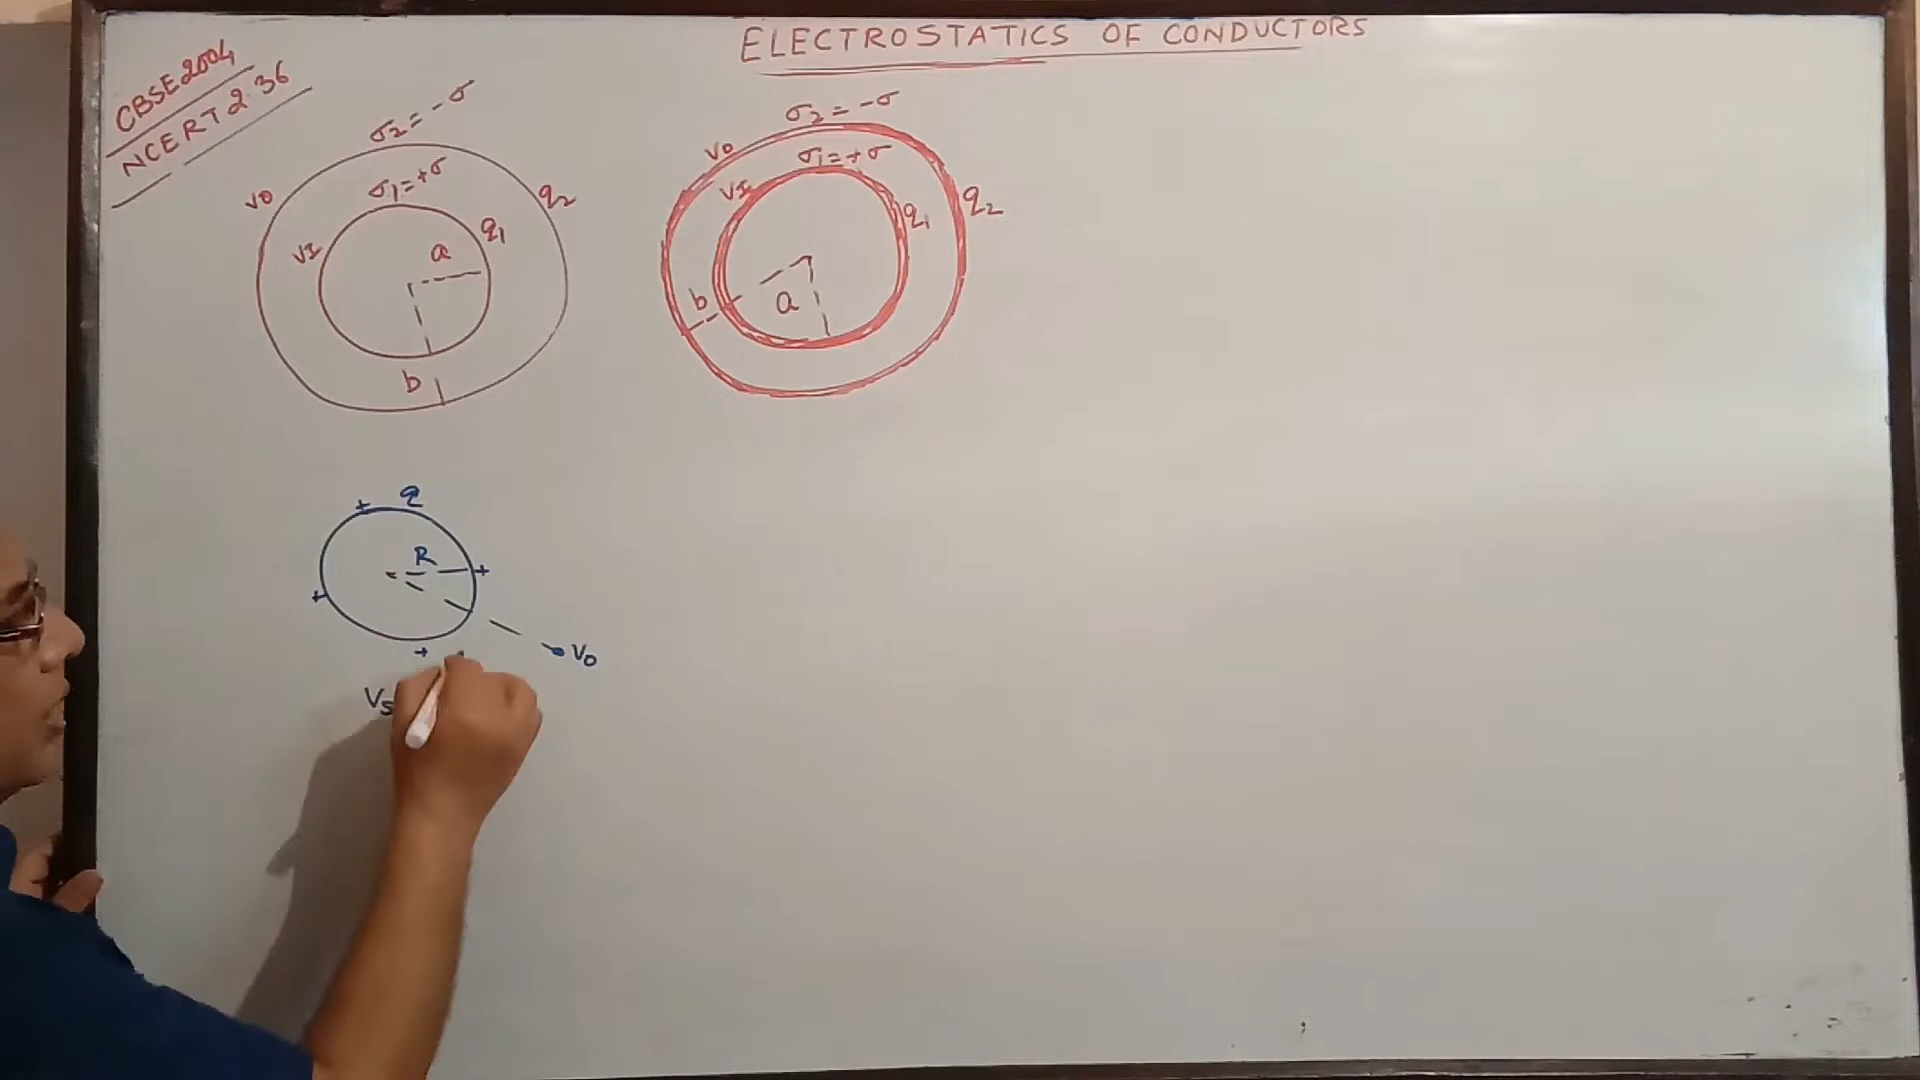 ELECTROSTATICS OF CONDUCTORS
CBSE 2004
NCERT 2.36
σ2 = -σ
σ1 = +σ
VO
VI
q1
q2
a
b
σ2 = -σ
σ1 = +σ
VO
VI
q1
q2
a
b
+
q
R
+
+
+
VO
VS